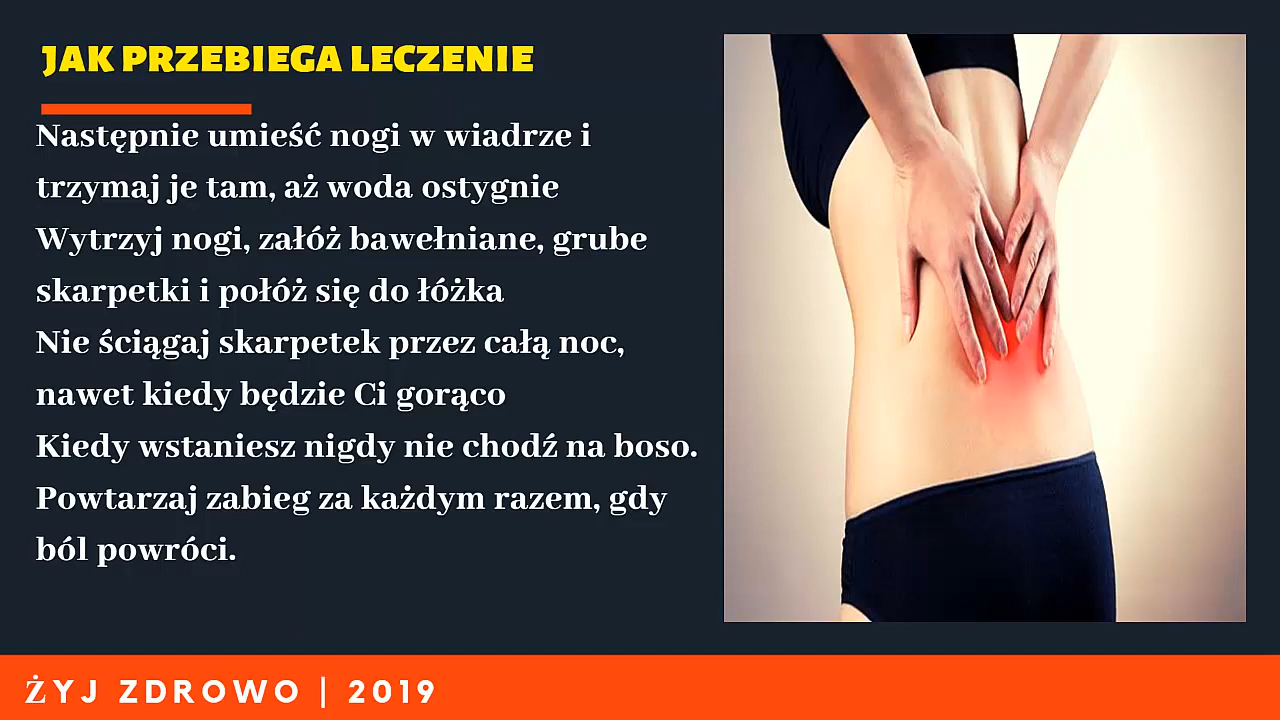 JAK PRZEBIEGA LECZENIE
Następnie umieść nogi w wiadrze i
trzymaj je tam, aż woda ostygnie
Wytrzyj nogi, załóż bawełniane, grube
skarpetki i połóż się do łóżka
Nie ściągaj skarpetek przez całą noc,
nawet kiedy będzie Ci gorąco
Kiedy wstaniesz nigdy nie chodź na boso.
Powtarzaj zabieg za każdym razem, gdy
ból powróci.
ŻYJ ZDROWO | 2019